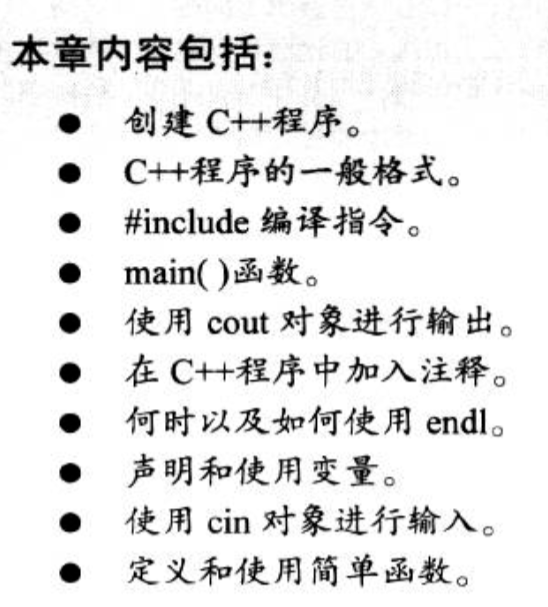 本章内容包括：
● 创建 C++程序。
● C++程序的一般格式。
● #include 编译指令。
● main( )函数。
● 使用 cout 对象进行输出。
● 在 C++程序中加入注释。
● 何时以及如何使用 endl。
● 声明和使用变量。
● 使用 cin 对象进行输入。
● 定义和使用简单函数。